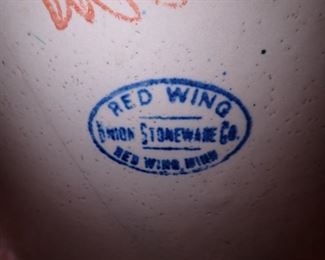 RED WING
UNION STONEWARE CO.
RED WING, MINN